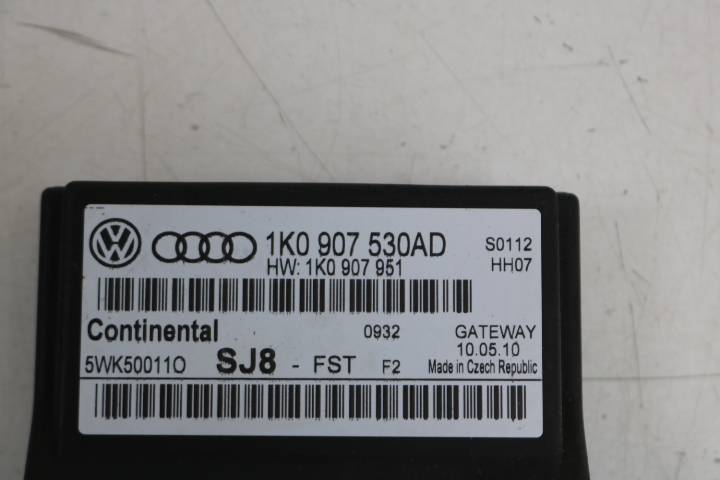 1K0 907 530AD S0112
HW: 1K0 907 951 HH07
Continental 0932 GATEWAY
10.05.10
5WK50011O SJ8 - FST F2 Made in Czech Republic